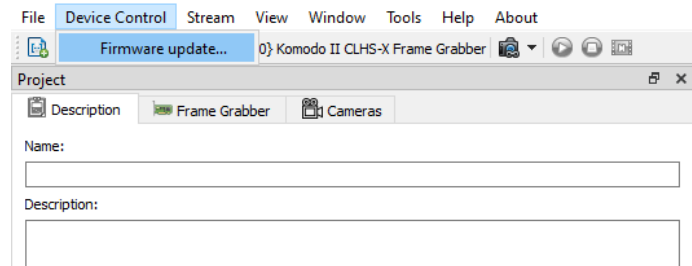 File Device Control Stream View Window Tools Help About
Firmware update... 0} Komodo II CLHS-X Frame Grabber
Project
Description Frame Grabber Cameras
Name:
Description: